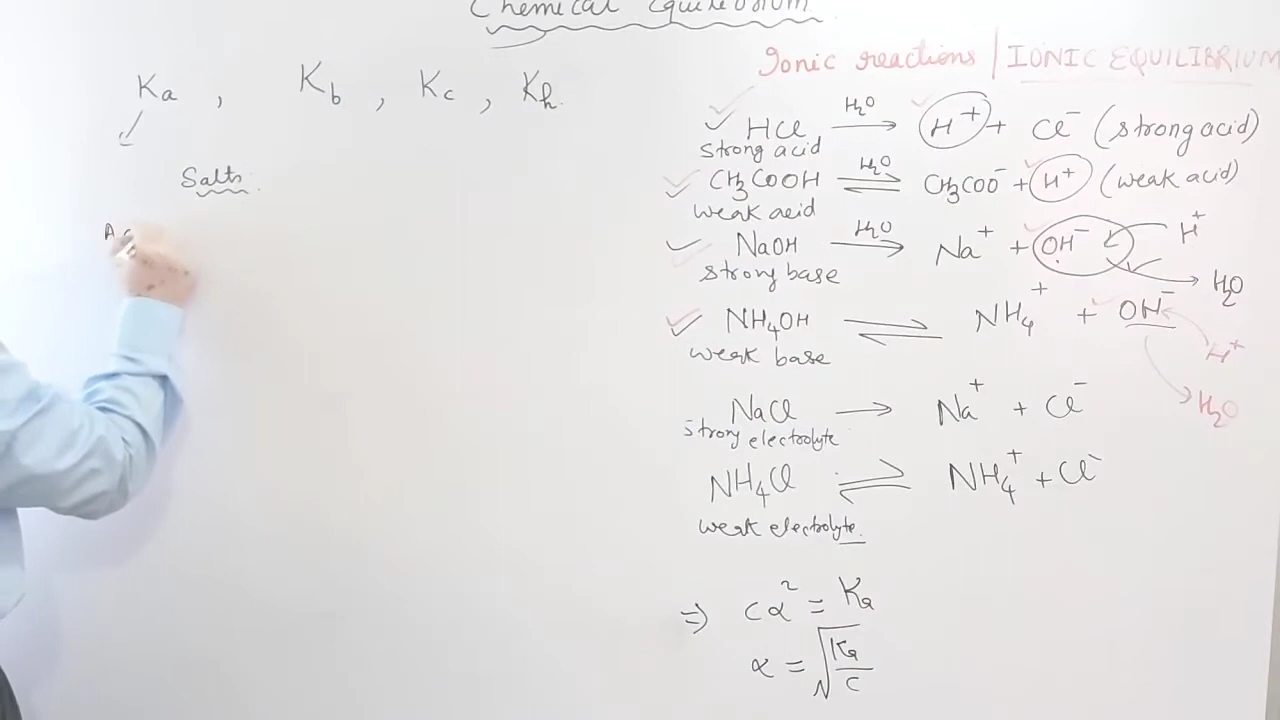 Chemical Equilibrium
Ka , Kb , Kc , Kh.
Salts.
Ionic reactions | IONIC EQUILIBRIUM
HCl H2O → H+ + Cl- (strong acid)
strong acid
CH3COOH H2O ⇌ CH3COO- + H+ (weak acid)
weak acid
NaOH H2O → Na+ + OH- H+
strong base
H2O
NH4OH ⇌ NH4+ + OH-
weak base
H+
NaCl → Na+ + Cl- H2O
strong electrolyte
NH4Cl ⇌ NH4+ + Cl-
weak electrolyte.
⇒ cα² = Ka
α = √Ka/c